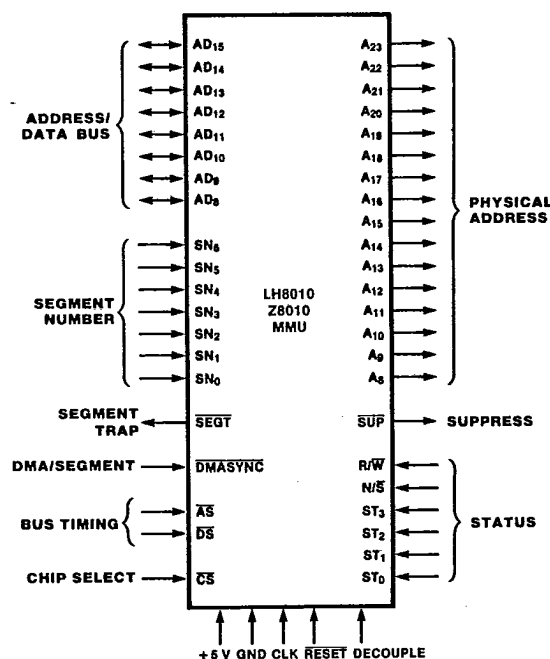 ADDRESS/
DATA BUS
AD15
AD14
AD13
AD12
AD11
AD10
AD9
AD8
SEGMENT
NUMBER
SN6
SN5
SN4
SN3
SN2
SN1
SN0
SEGMENT
TRAP
SEGT
DMA/SEGMENT
DMASYNC
BUS TIMING
AS
DS
CHIP SELECT
CS
LH8010
Z8010
MMU
A23
A22
A21
A20
A19
A18
A17
A16
A15
A14
A13
A12
A11
A10
A9
A8
PHYSICAL
ADDRESS
SUP
SUPPRESS
R/W
N/S
ST3
ST2
ST1
ST0
STATUS
+5 V GND CLK RESET DECOUPLE